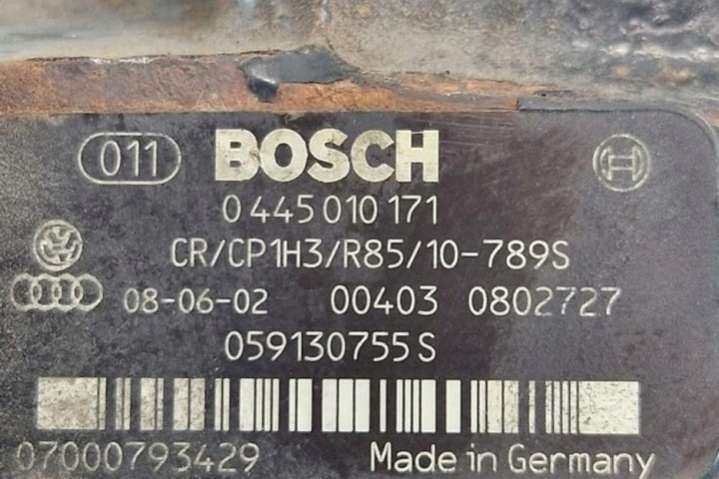 011 BOSCH
0 445 010 171
CR/CP1H3/R85/10-789S
08-06-02 00403 0802727
059130755S
07000793429 Made in Germany